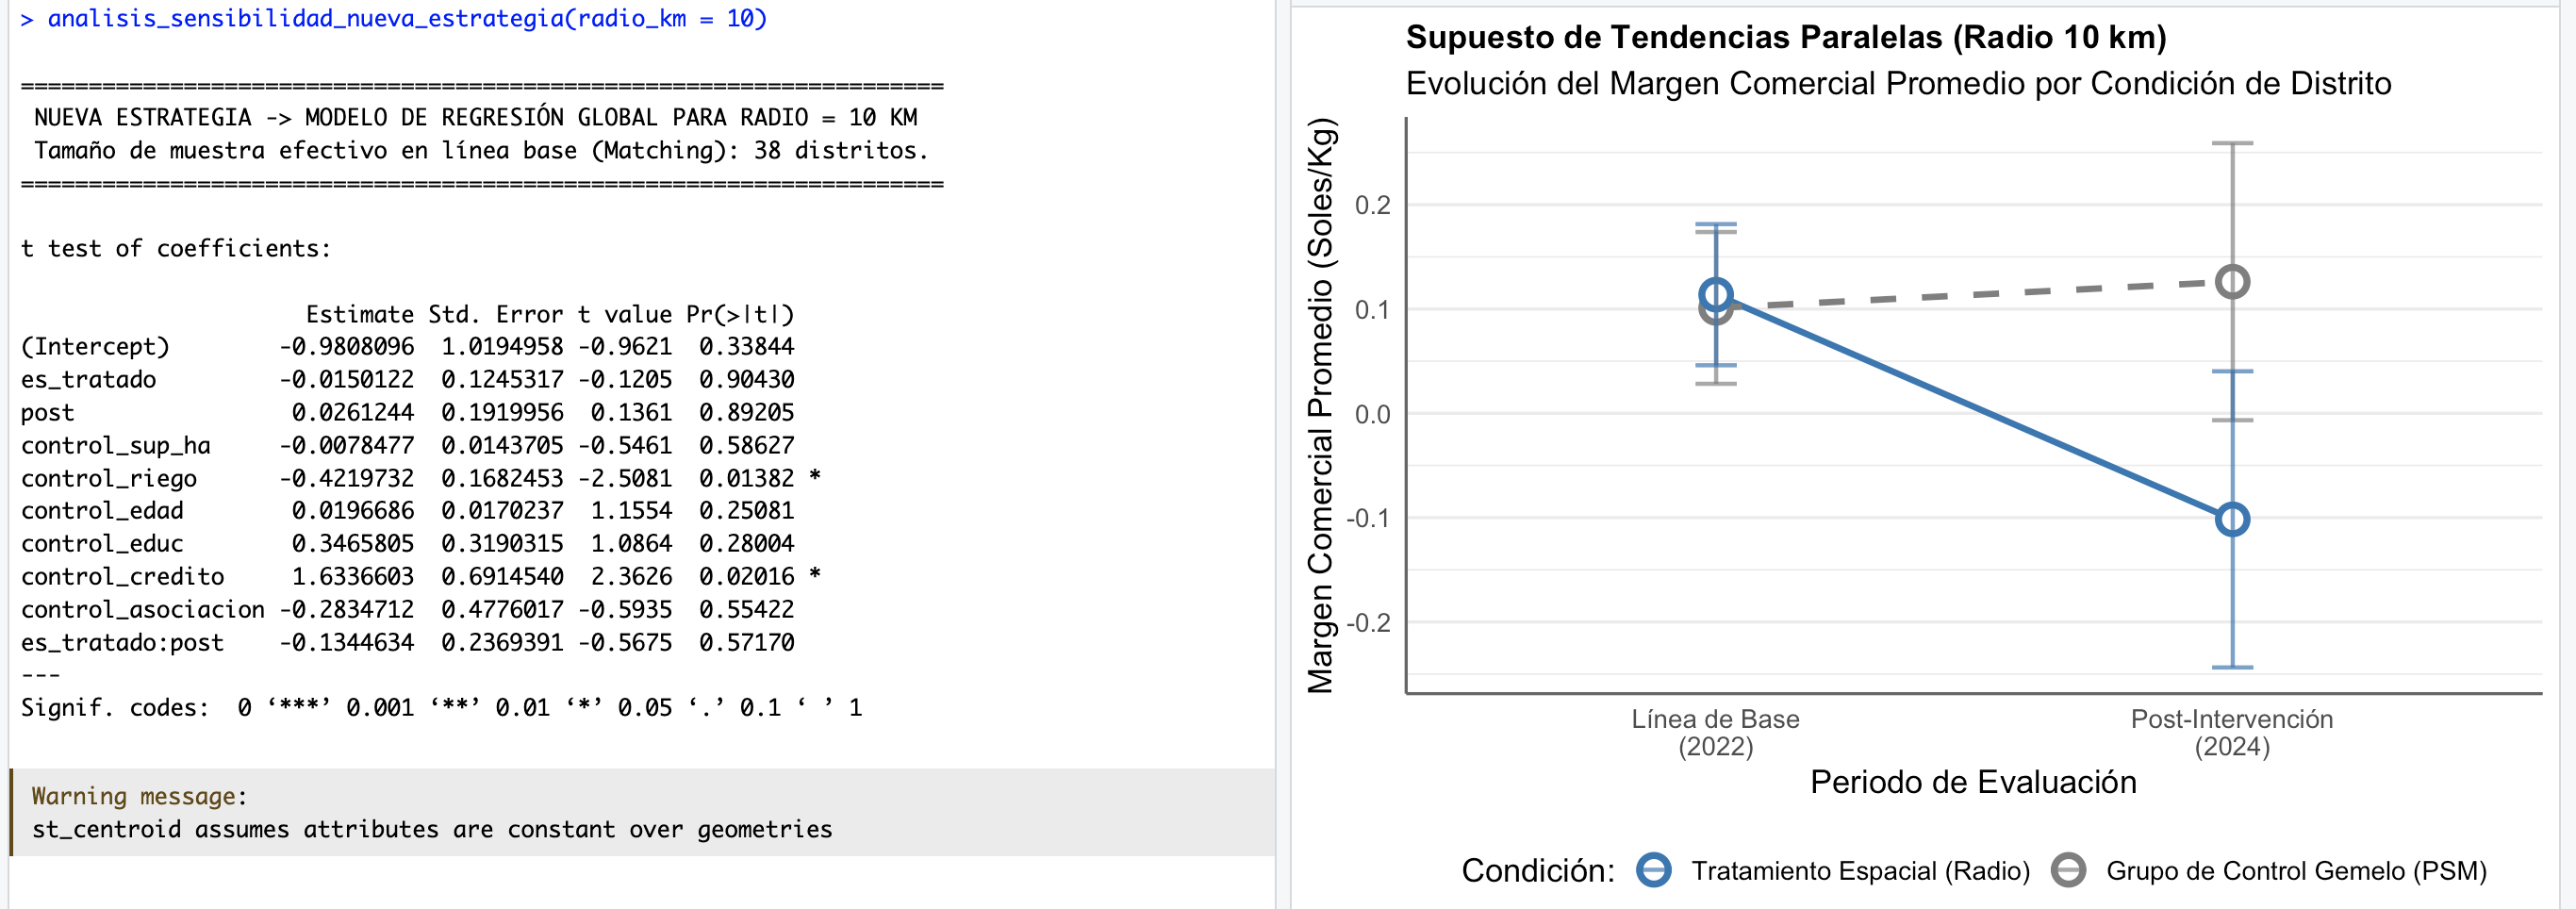 > analisis_sensibilidad_nueva_estrategia(radio_km = 10)
======================================================================
NUEVA ESTRATEGIA -> MODELO DE REGRESIÓN GLOBAL PARA RADIO = 10 KM
Tamaño de muestra efectivo en línea base (Matching): 38 distritos.
======================================================================
t test of coefficients:
Estimate Std. Error t value Pr(>|t|)
(Intercept) -0.9808096 1.0194958 -0.9621 0.33844
es_tratado -0.0150122 0.1245317 -0.1205 0.90430
post 0.0261244 0.1919956 0.1361 0.89205
control_sup_ha -0.0078477 0.0143705 -0.5461 0.58627
control_riego -0.4219732 0.1682453 -2.5081 0.01382 *
control_edad 0.0196686 0.0170237 1.1554 0.25081
control_educ 0.3465805 0.3190315 1.0864 0.28004
control_credito 1.6336603 0.6914540 2.3626 0.02016 *
control_asociacion -0.2834712 0.4776017 -0.5935 0.55422
es_tratado:post -0.1344634 0.2369391 -0.5675 0.57170
---
Signif. codes: 0 ‘***’ 0.001 ‘**’ 0.01 ‘*’ 0.05 ‘.’ 0.1 ‘ ’ 1
Warning message:
st_centroid assumes attributes are constant over geometries
Supuesto de Tendencias Paralelas (Radio 10 km)
Evolución del Margen Comercial Promedio por Condición de Distrito
Margen Comercial Promedio (Soles/Kg)
0.2
0.1
0.0
-0.1
-0.2
Línea de Base
(2022)
Post-Intervención
(2024)
Periodo de Evaluación
Condición: Tratamiento Espacial (Radio) Grupo de Control Gemelo (PSM)